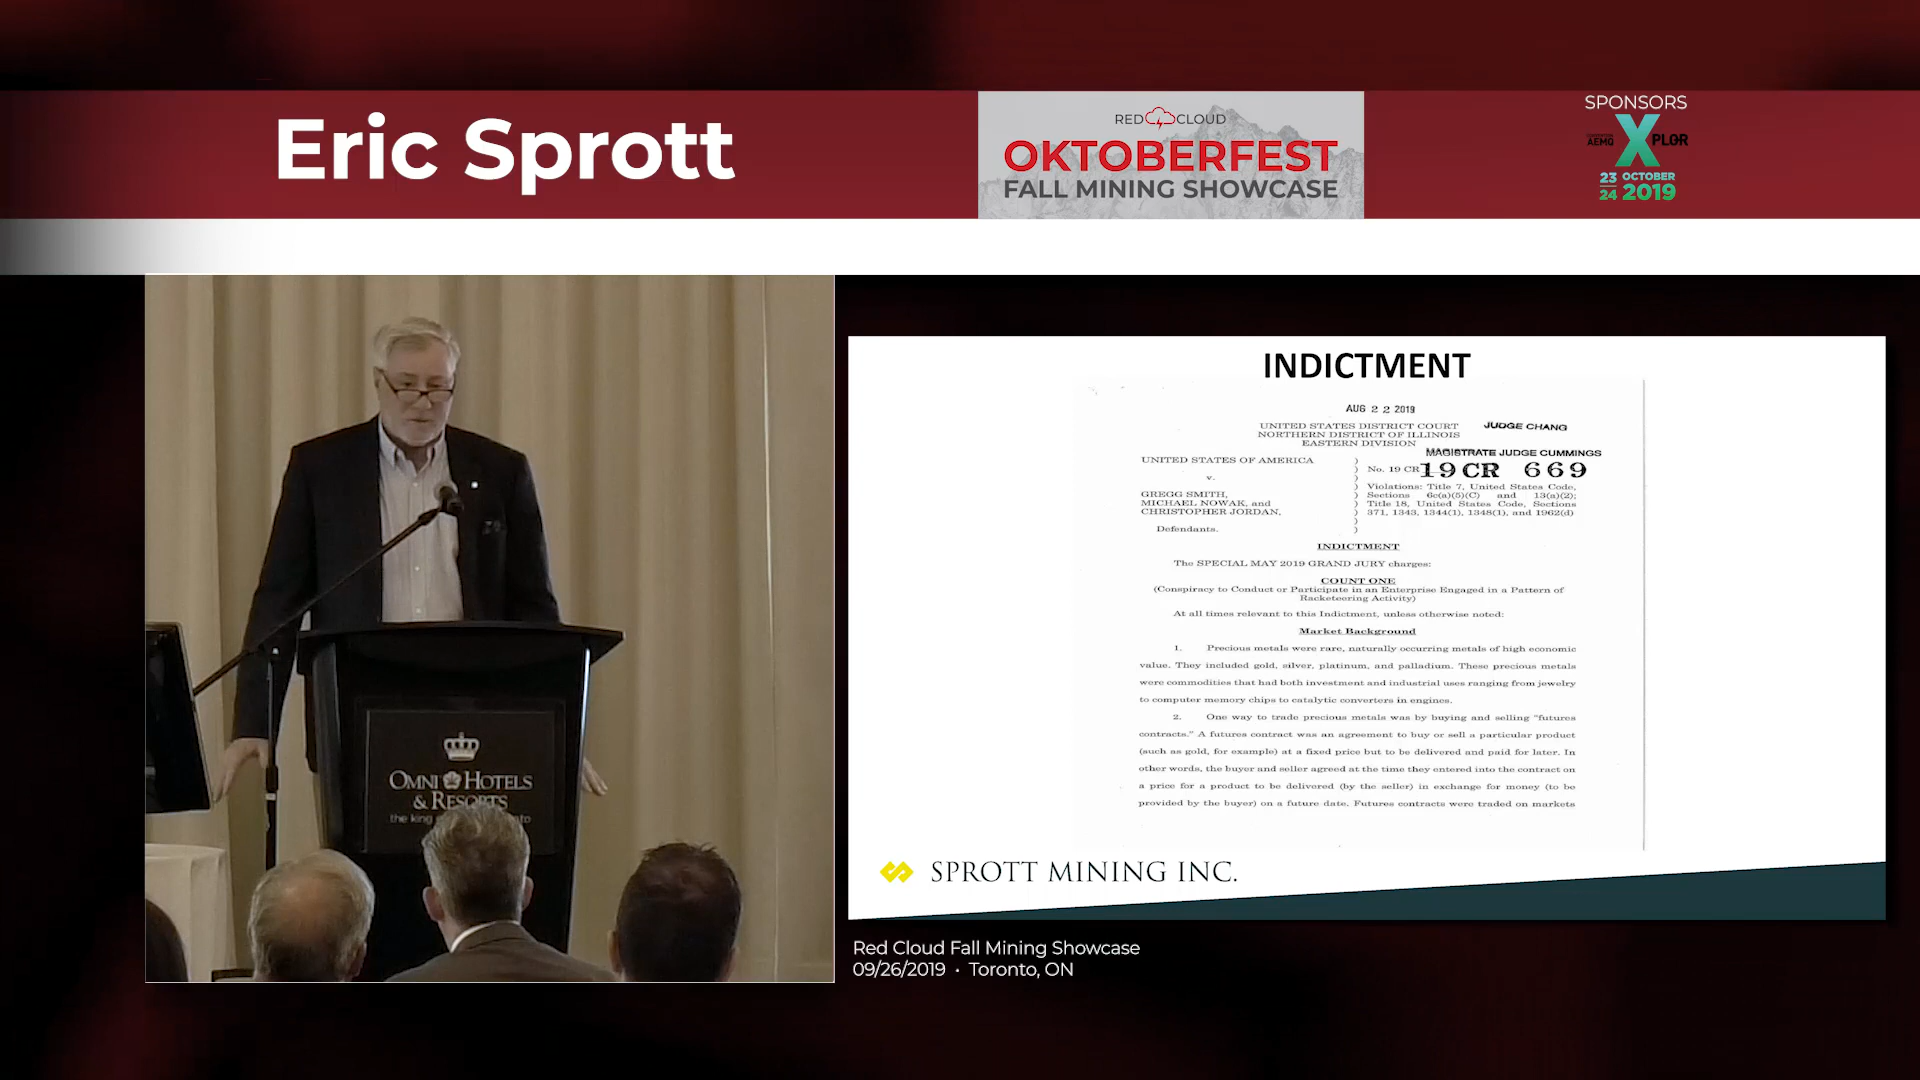 Eric Sprott
RED CLOUD
OKTOBERFEST
FALL MINING SHOWCASE
SPONSORS
AEMQ XPLOR
23 OCTOBER
24 2019
OMNI HOTELS
& RESORTS
the king
INDICTMENT
AUG 2 2 2019
UNITED STATES DISTRICT COURT
NORTHERN DISTRICT OF ILLINOIS
EASTERN DIVISION
JUDGE CHANG
MAGISTRATE JUDGE CUMMINGS
UNITED STATES OF AMERICA
v.
GREGG SMITH,
MICHAEL NOWAK, and
CHRISTOPHER JORDAN,
Defendants.
No. 19 CR 19 CR 669
Violations: Title 7, United States Code,
Sections 6c(a)(5)(C) and 13(a)(2);
Title 18, United States Code, Sections
371, 1343, 1344(1), 1348(1), and 1962(d)
INDICTMENT
The SPECIAL MAY 2019 GRAND JURY charges:
COUNT ONE
(Conspiracy to Conduct or Participate in an Enterprise Engaged in a Pattern of
Racketeering Activity)
At all times relevant to this Indictment, unless otherwise noted:
Market Background
1. Precious metals were rare, naturally occurring metals of high economic
value. They included gold, silver, platinum, and palladium. These precious metals
were commodities that had both investment and industrial uses ranging from jewelry
to computer memory chips to catalytic converters in engines.
2. One way to trade precious metals was by buying and selling "futures
contracts." A futures contract was an agreement to buy or sell a particular product
(such as gold, for example) at a fixed price but to be delivered and paid for later. In
other words, the buyer and seller agreed at the time they entered into the contract on
a price for a product to be delivered (by the seller) in exchange for money (to be
provided by the buyer) on a future date. Futures contracts were traded on markets
SPROTT MINING INC.
Red Cloud Fall Mining Showcase
09/26/2019 • Toronto, ON